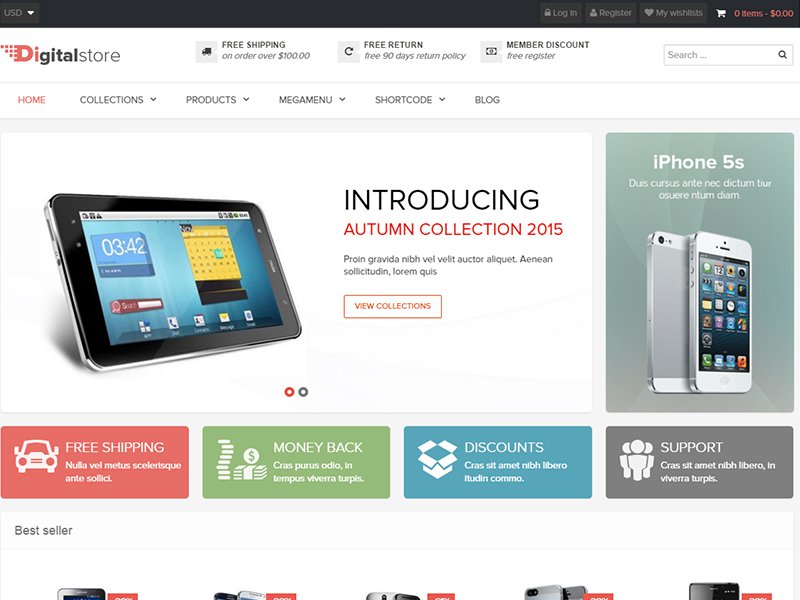 USD
Log In
Register
My wishlists
0 items - $0.00
Digitalstore
FREE SHIPPING
on order over $100.00
FREE RETURN
free 90 days return policy
MEMBER DISCOUNT
free register
Search ...
HOME
COLLECTIONS
PRODUCTS
MEGAMENU
SHORTCODE
BLOG
03:42
Nov
INTRODUCING
AUTUMN COLLECTION 2015
Proin gravida nibh vel velit auctor aliquet. Aenean
sollicitudin, lorem quis
VIEW COLLECTIONS
iPhone 5s
Duis cursus ante nec dictum tiur
osuere ntum diam.
FREE SHIPPING
Nulla vel metus scelerisque
ante sollici.
MONEY BACK
Cras purus odio, in
tempus viverra turpis.
DISCOUNTS
Cras sit amet nibh libero
itudin commo.
SUPPORT
Cras sit amet nibh libero, in
viverra turpis.
Best seller